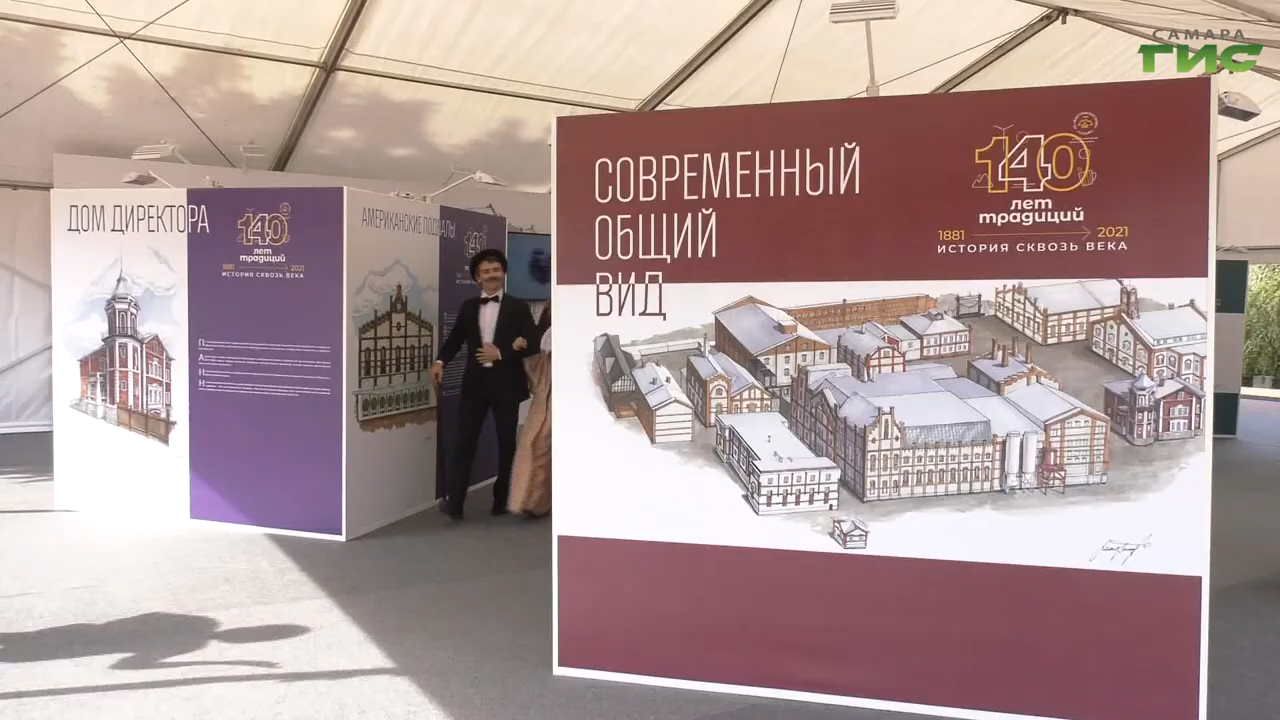 САМАРА
ГИС
СОВРЕМЕННЫЙ
ОБЩИЙ
ВИД
140
лет
традиций
1881 2021
ИСТОРИЯ СКВОЗЬ ВЕКА
ДОМ ДИРЕКТОРА
140
лет
традиций
1881 2021
ИСТОРИЯ СКВОЗЬ ВЕКА
АМЕРИКАНСКИЕ ПОДВАЛЫ
140